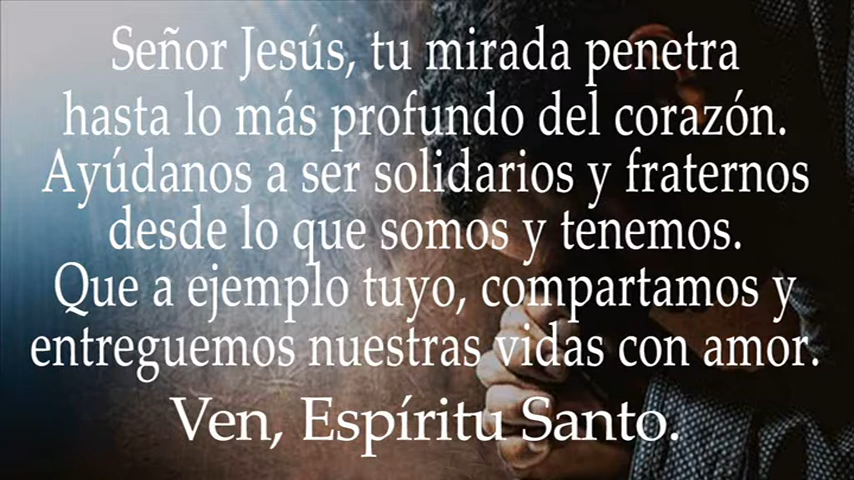 Señor Jesús, tu mirada penetra
hasta lo más profundo del corazón.
Ayúdanos a ser solidarios y fraternos
desde lo que somos y tenemos.
Que a ejemplo tuyo, compartamos y
entreguemos nuestras vidas con amor.
Ven, Espíritu Santo.